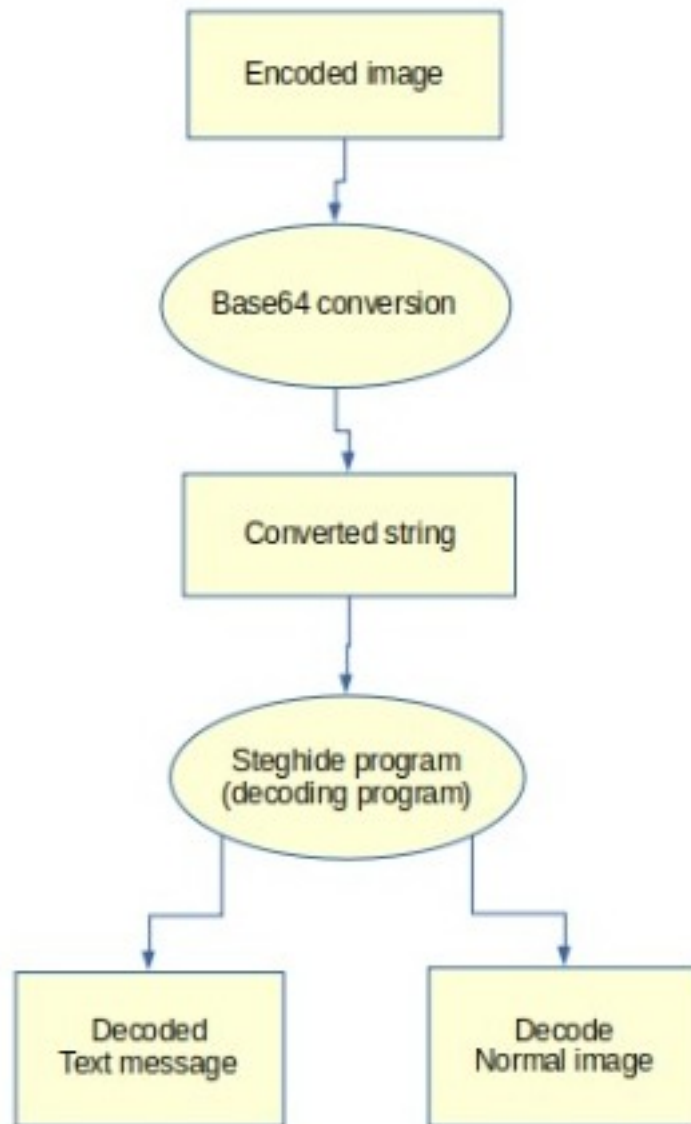 Encoded image
Base64 conversion
Converted string
Steghide program
(decoding program)
Decoded
Text message
Decode
Normal image